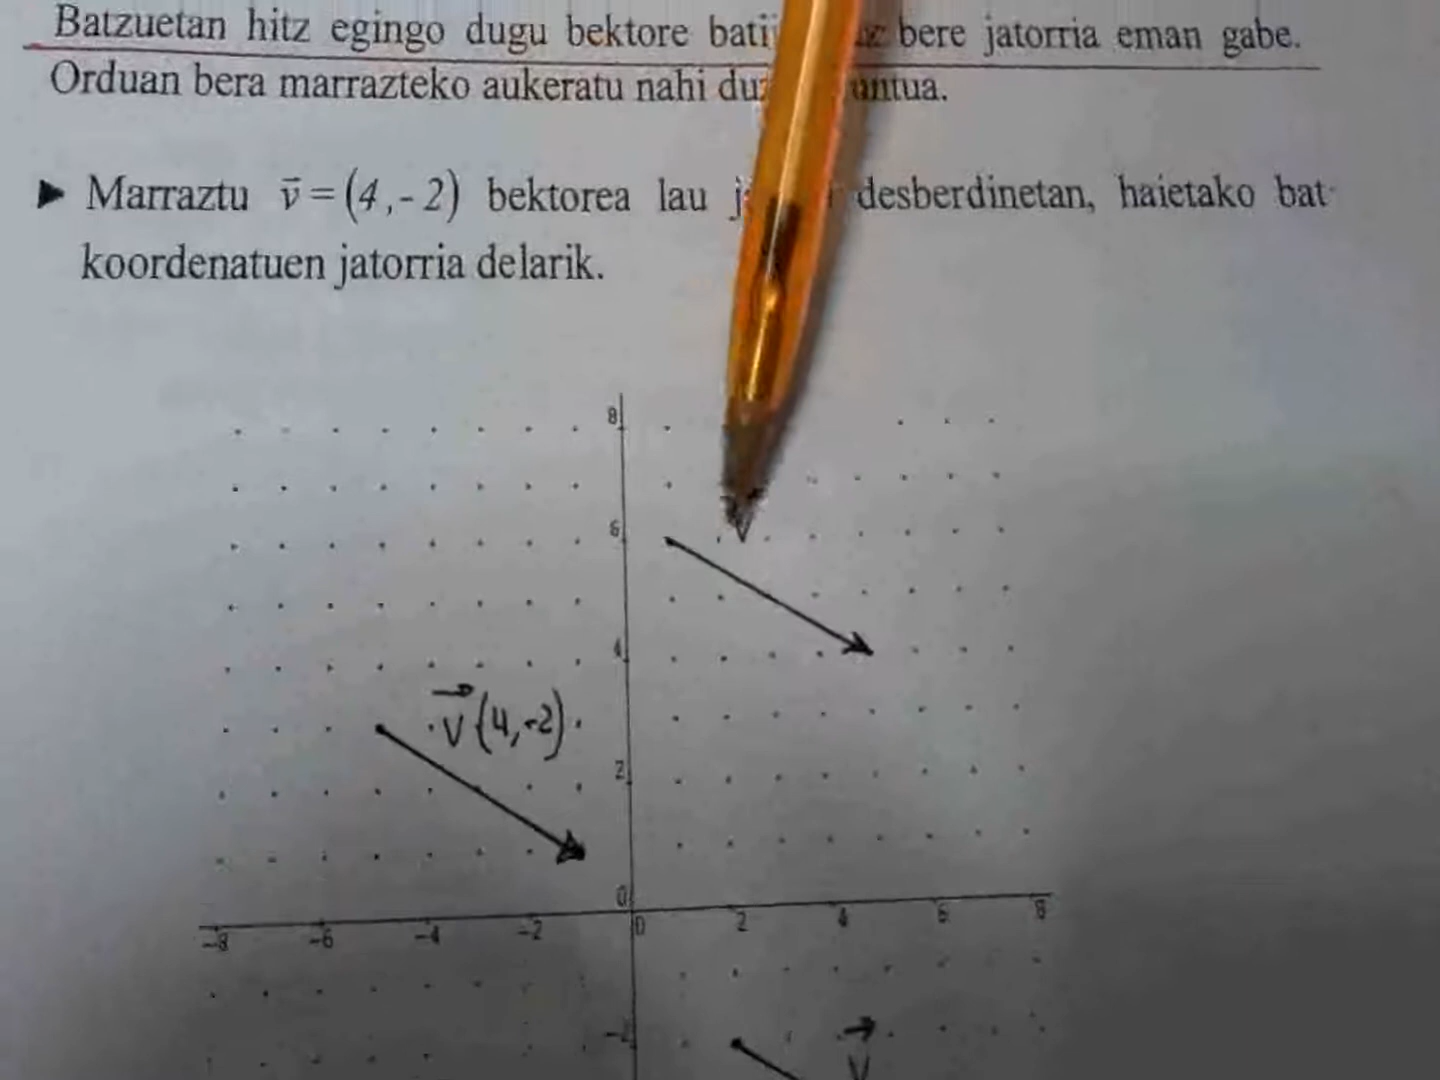 Batzuetan hitz egingo dugu bektore bere jatorria eman gabe.
Orduan bera marrazteko aukeratu nahi
► Marraztu v̄ = (4,-2) bektorea lau desberdinetan, haietako bat
koordenatuen jatorria delarik.
8
6
4
v⃗(4,-2)
2
0
-8 -6 -4 -2 0 2 4 6 8
-2
v⃗